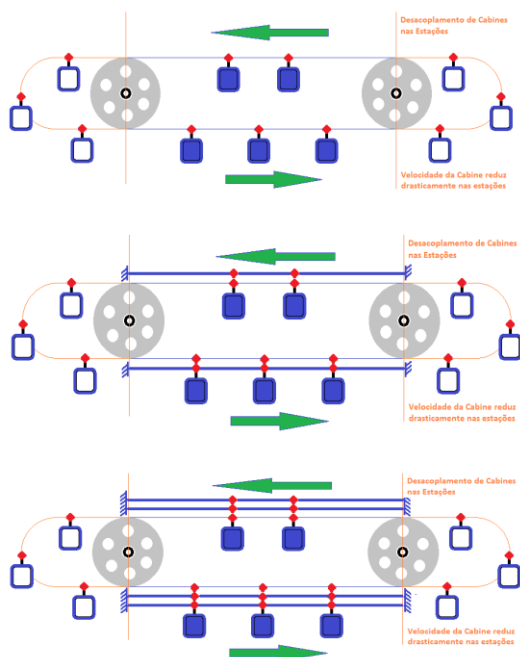 Desacoplamento de Cabines
nas Estações
Velocidade da Cabine reduz
drasticamente nas estações
Desacoplamento de Cabines
nas Estações
Velocidade da Cabine reduz
drasticamente nas estações
Desacoplamento de Cabines
nas Estações
Velocidade da Cabine reduz
drasticamente nas estações